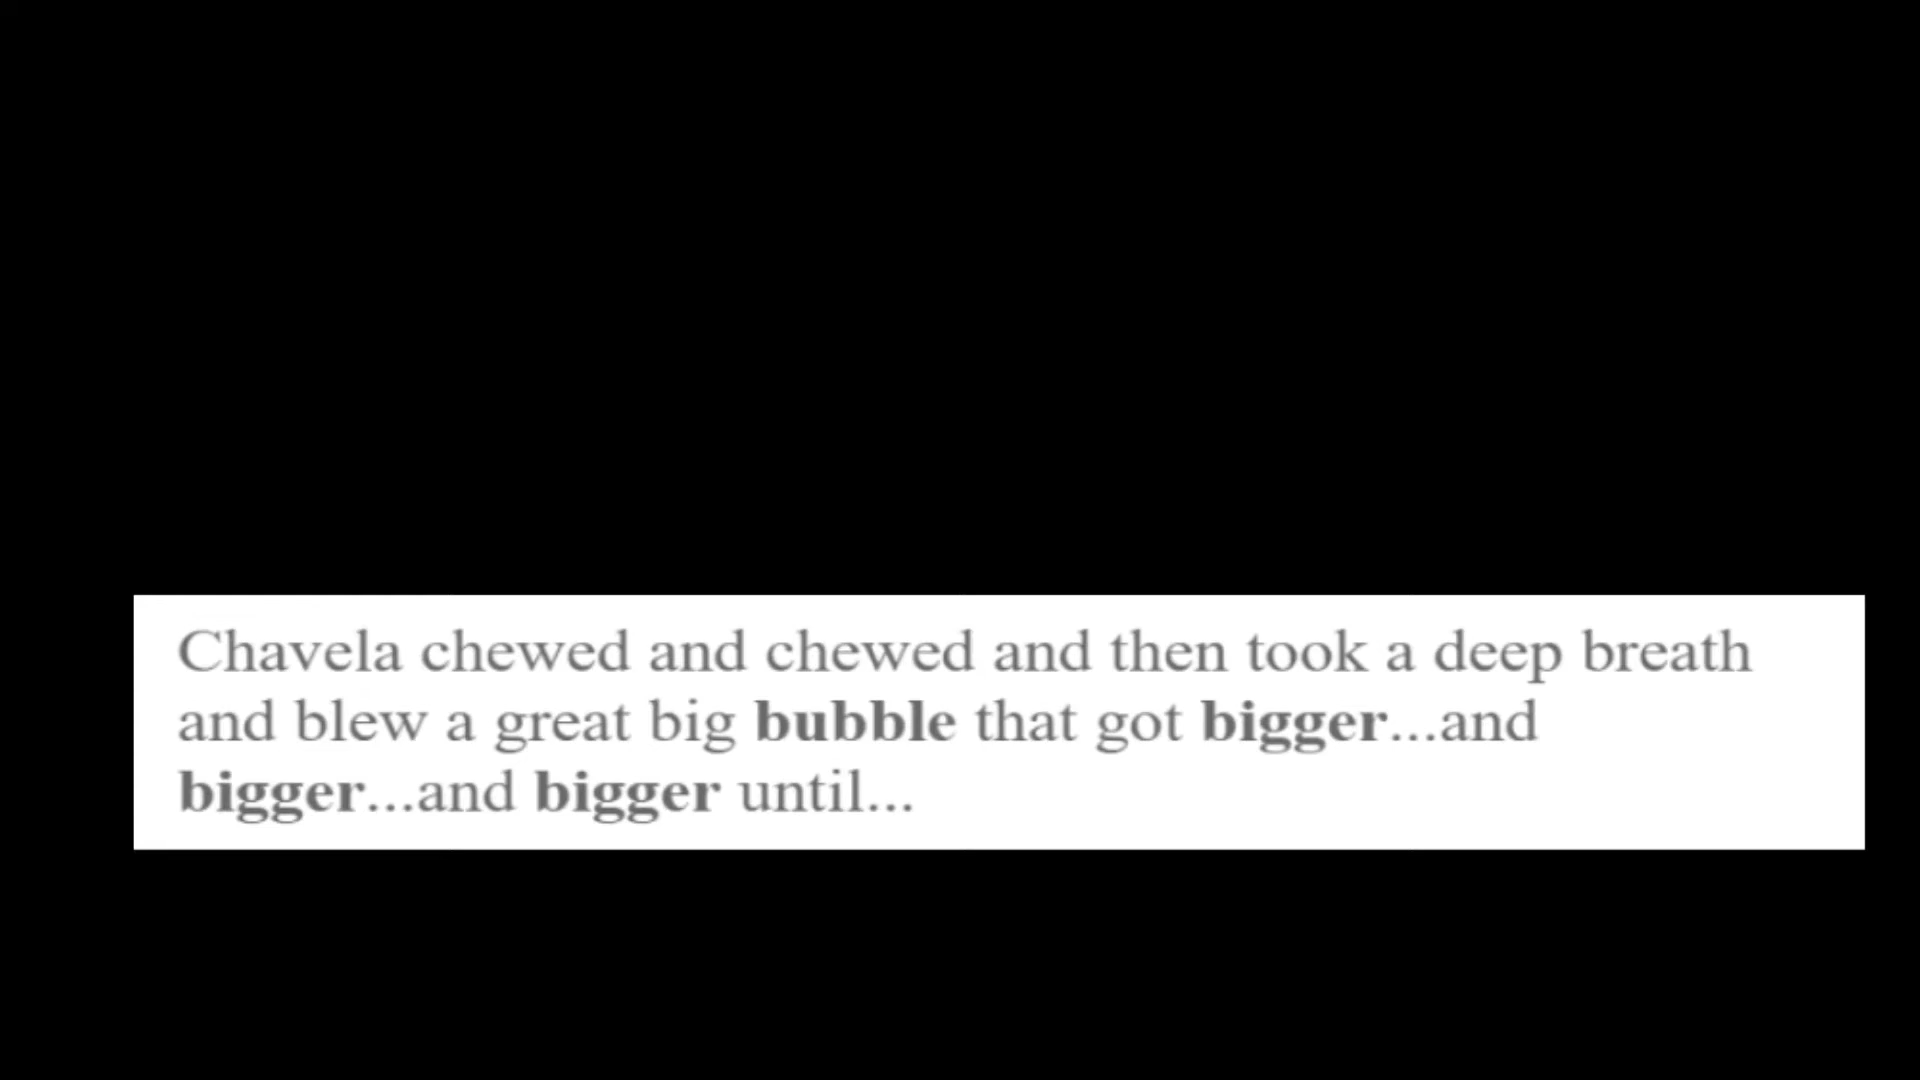 Chavela chewed and chewed and then took a deep breath
and blew a great big bubble that got bigger...and
bigger...and bigger until...